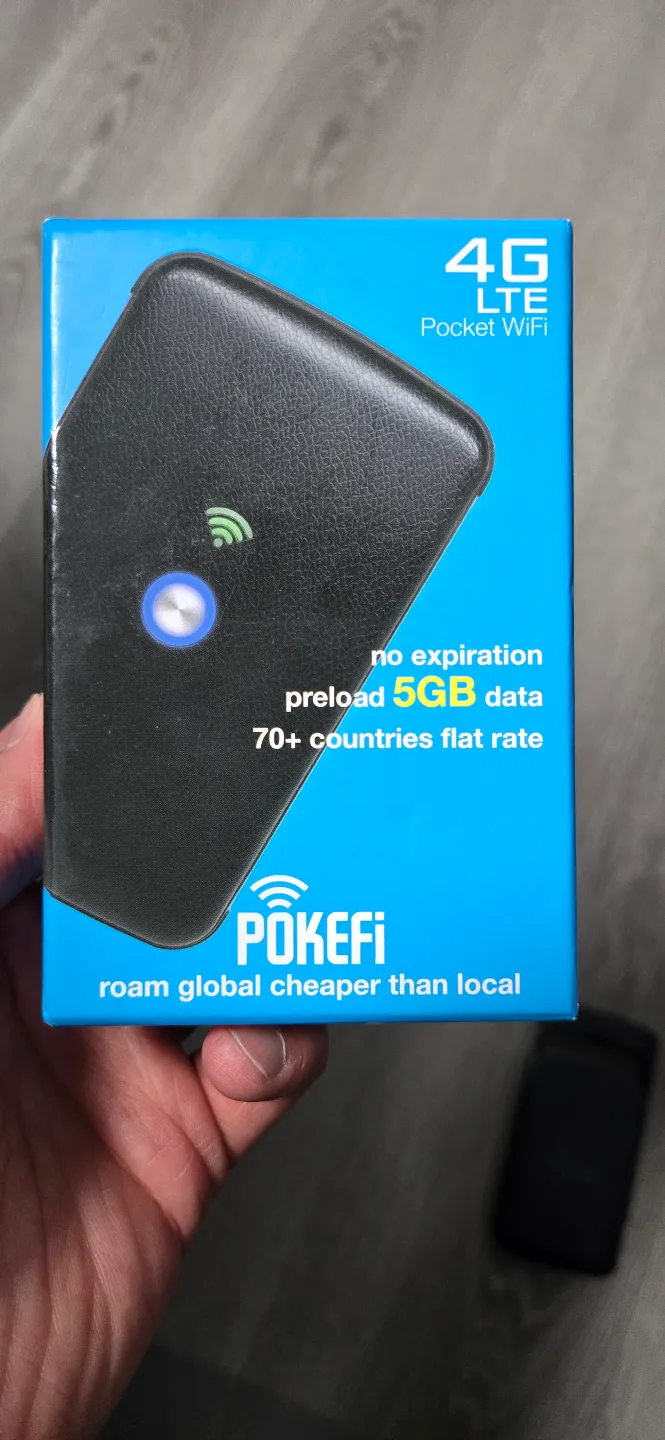 4G
LTE
Pocket WiFi
no expiration
preload 5GB data
70+ countries flat rate
POKEFi
roam global cheaper than local